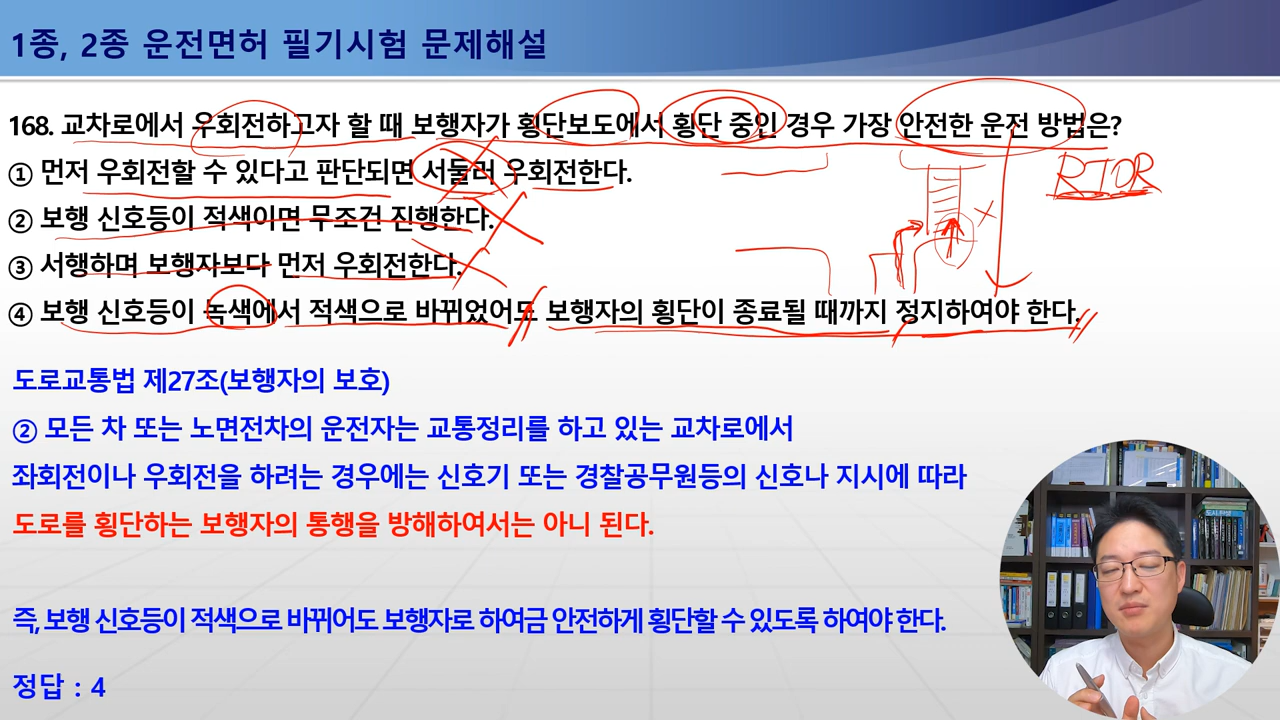 1종, 2종 운전면허 필기시험 문제해설
168. 교차로에서 우회전하고자 할 때 보행자가 횡단보도에서 횡단 중인 경우 가장 안전한 운전 방법은?
① 먼저 우회전할 수 있다고 판단되면 서둘러 우회전한다.
RTOR
② 보행 신호등이 적색이면 무조건 진행한다.
③ 서행하며 보행자보다 먼저 우회전한다.
④ 보행 신호등이 녹색에서 적색으로 바뀌었어도 보행자의 횡단이 종료될 때까지 정지하여야 한다.
도로교통법 제27조(보행자의 보호)
② 모든 차 또는 노면전차의 운전자는 교통정리를 하고 있는 교차로에서
좌회전이나 우회전을 하려는 경우에는 신호기 또는 경찰공무원등의 신호나 지시에 따라
도로를 횡단하는 보행자의 통행을 방해하여서는 아니 된다.
즉, 보행 신호등이 적색으로 바뀌어도 보행자로 하여금 안전하게 횡단할 수 있도록 하여야 한다.
정답 : 4